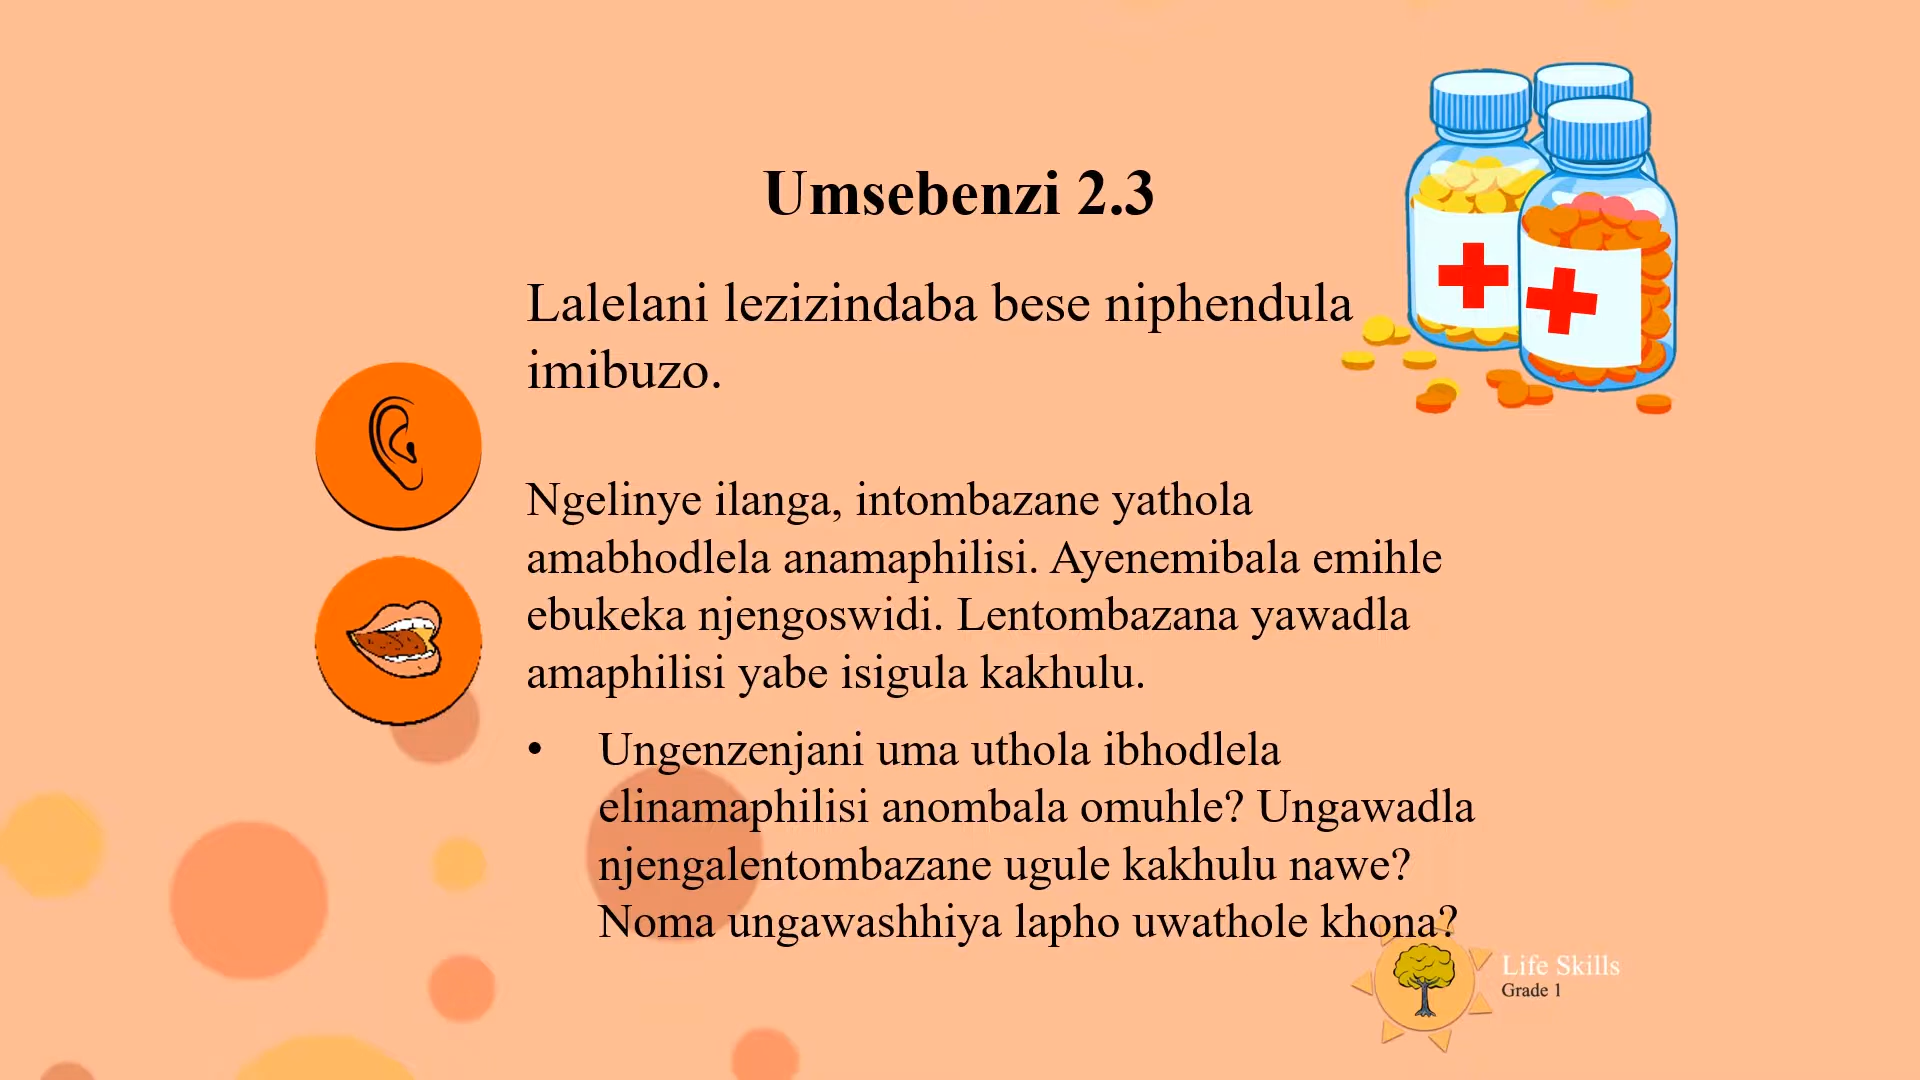 Umsebenzi 2.3
Lalelani lezizindaba bese niphendula
imibuzo.
Ngelinye ilanga, intombazane yathola
amabhodlela anamaphilisi. Ayenemibala emihle
ebukeka njengoswidi. Lentombazana yawadla
amaphilisi yabe isigula kakhulu.
• Ungenzenjani uma uthola ibhodlela
elinamaphilisi anombala omuhle? Ungawadla
njengalentombazane ugule kakhulu nawe?
Noma ungawashhiya lapho uwathole khona?
Life Skills
Grade 1